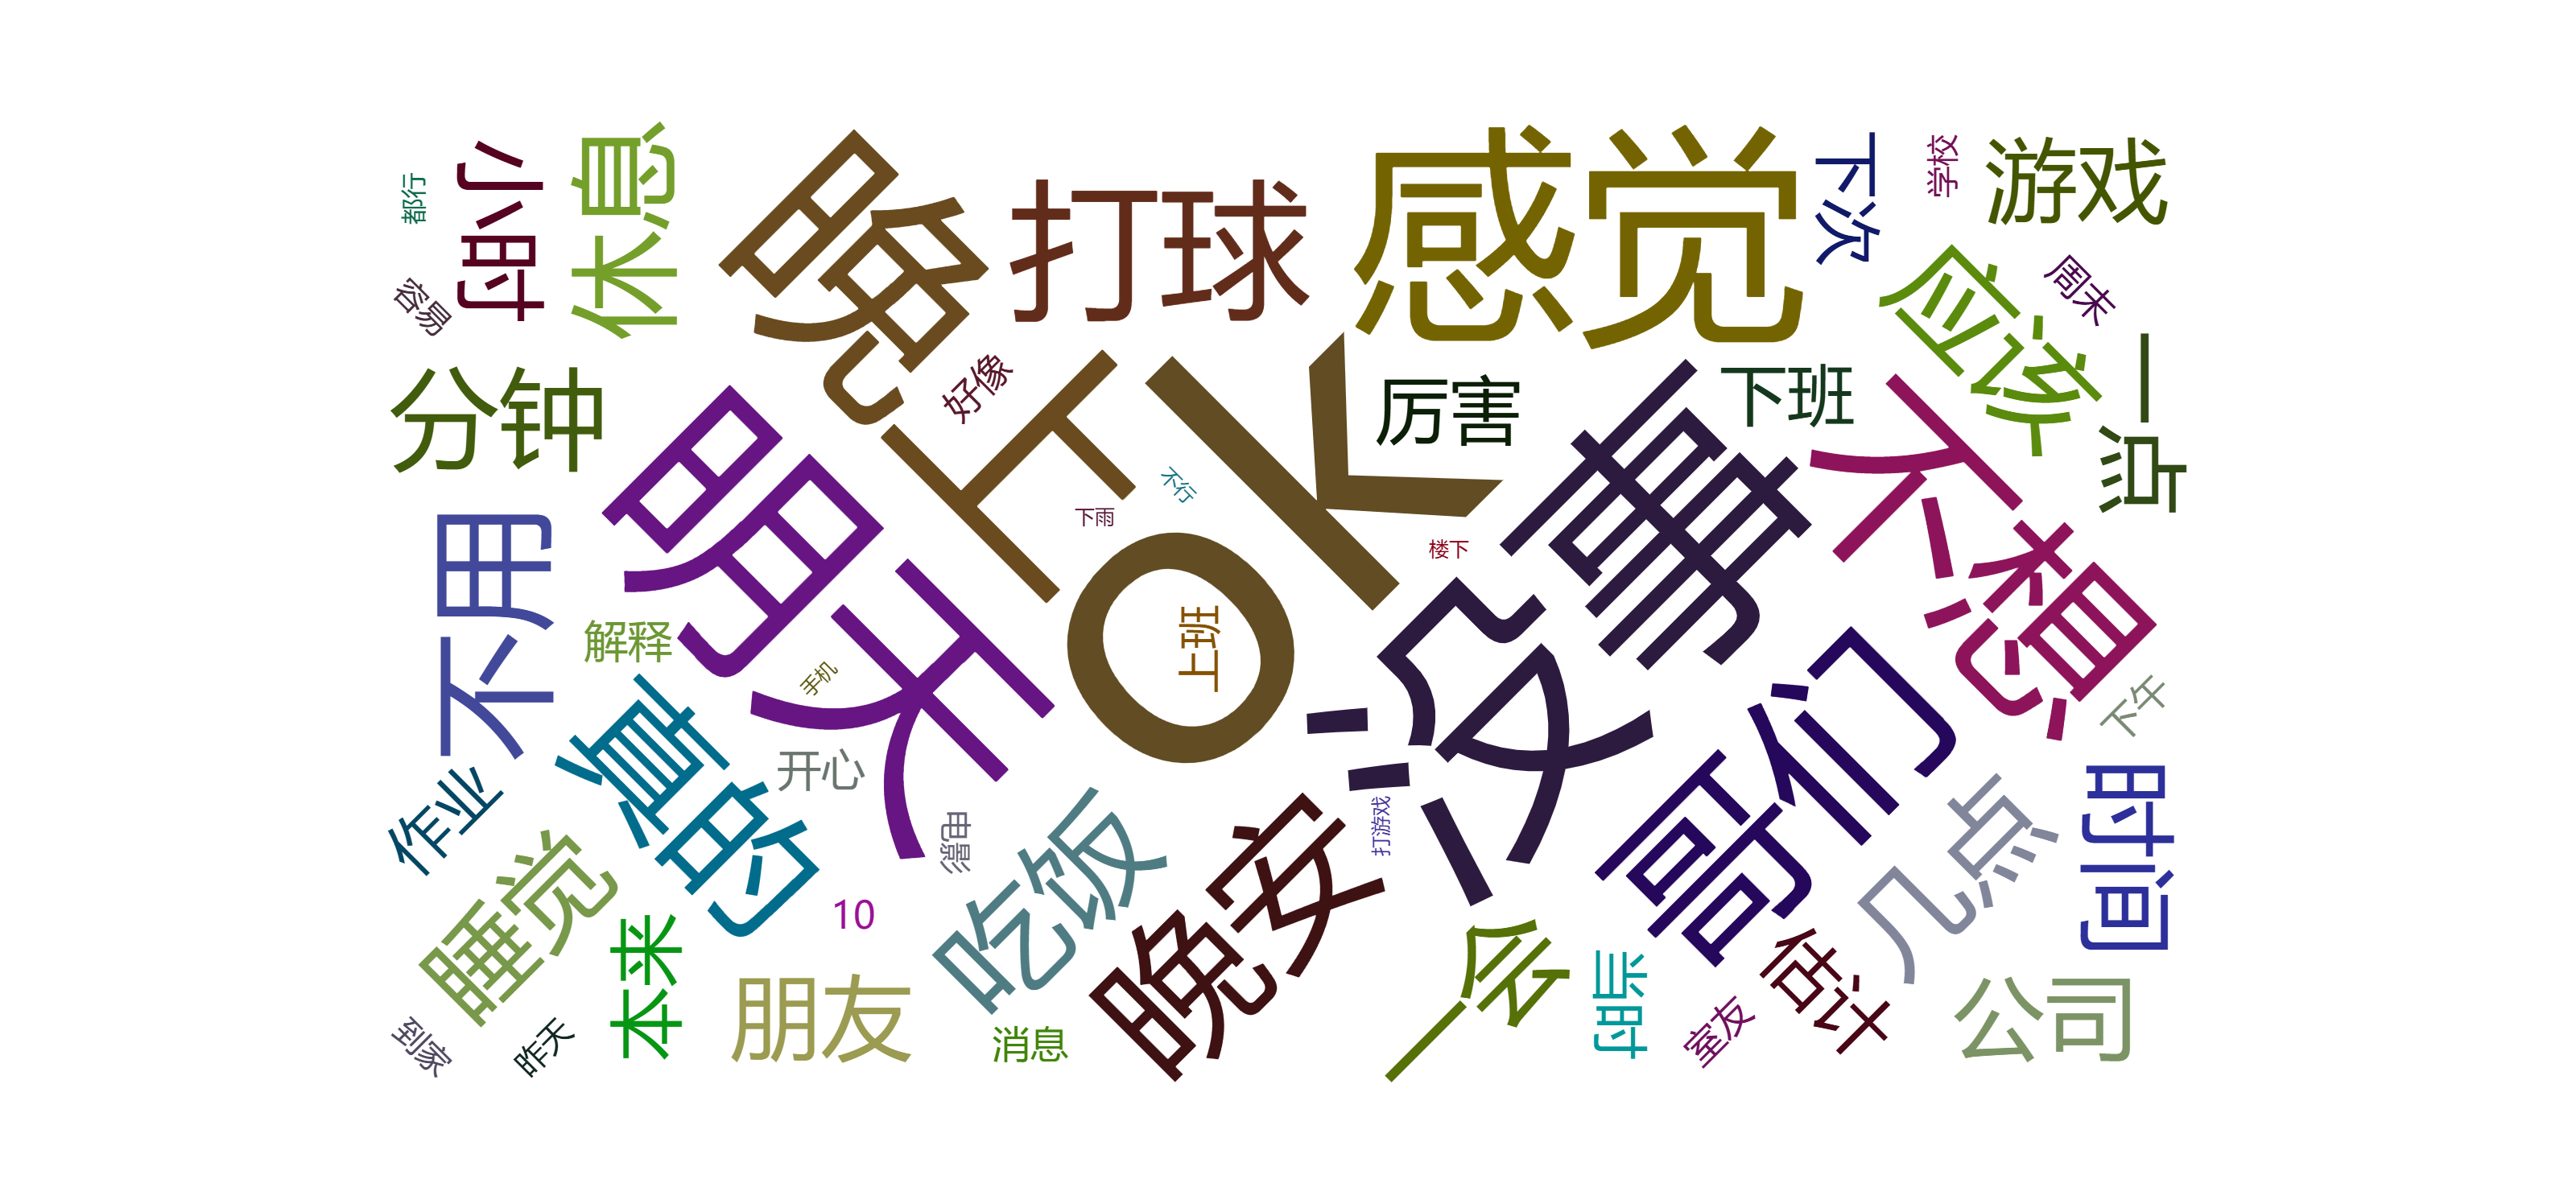 都行
小时
休息
晚上
打球
感觉
下次
学校
游戏
容易
周末
应该
分钟
好像
OK
厉害
下班
一点
明天
不行
下雨
楼下
没事
不想
不用
解释
手机
上班
真的
开心
哥们
下午
作业
电影
吃饭
打游戏
晚安
几点
时间
睡觉
10
本来
朋友
消息
一会
当时
估计
室友
公司
到家
昨天